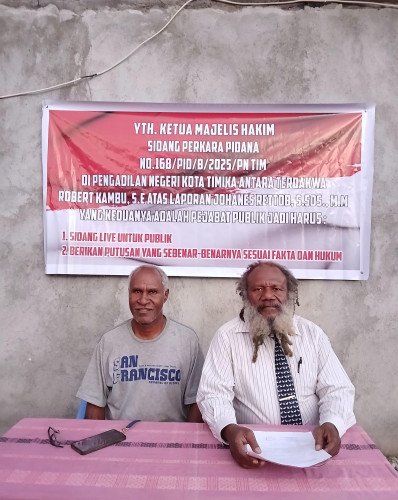 YTH. KETUA MAJELIS HAKIM
SIDANG PERKARA PIDANA
NO.168/PID/B/2025/PN TIM
DI PENGADILAN NEGERI KOTA TIMIKA ANTARA TERDAKWA
ROBERT KAMBU, S.E ATAS LAPORAN JOHANES RETTOB, S.SOS., M.M
YANG KEDUANYA ADALAH PEJABAT PUBLIK JADI HARUS:
1. SIDANG LIVE UNTUK PUBLIK
2. BERIKAN PUTUSAN YANG SEBENAR-BENARNYA SESUAI FAKTA DAN HUKUM
SAN
FRANCISCO